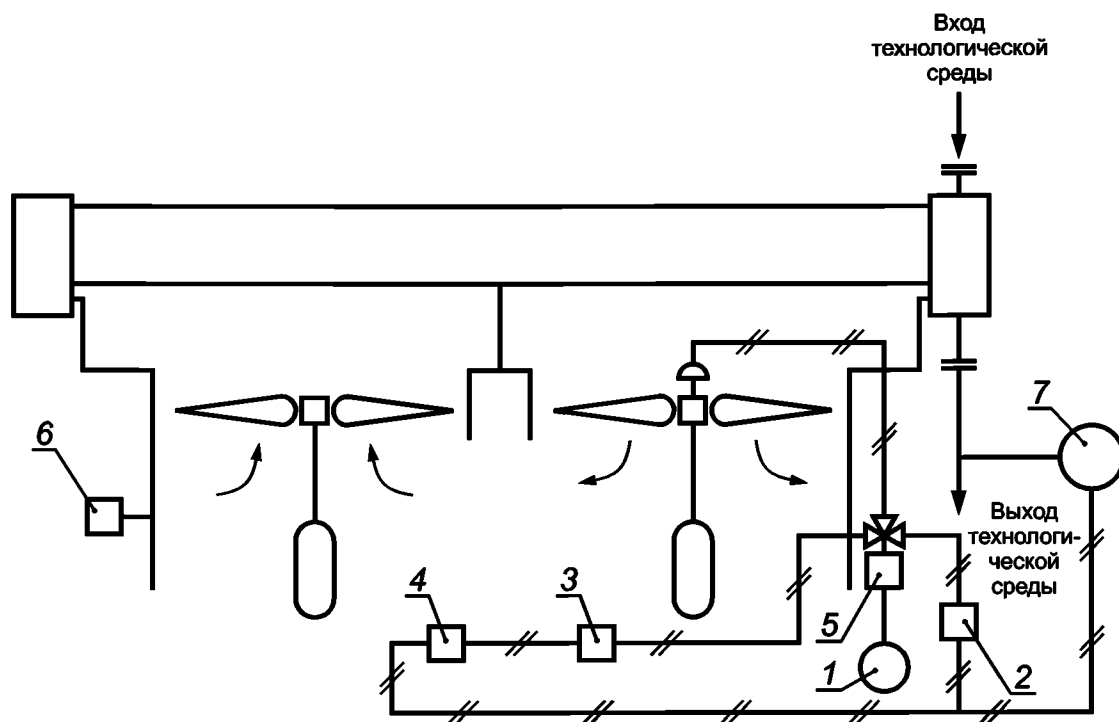 Вход
технологической
среды
7
6
Выход
технологи-
ческой
среды
4
3
5
1
2